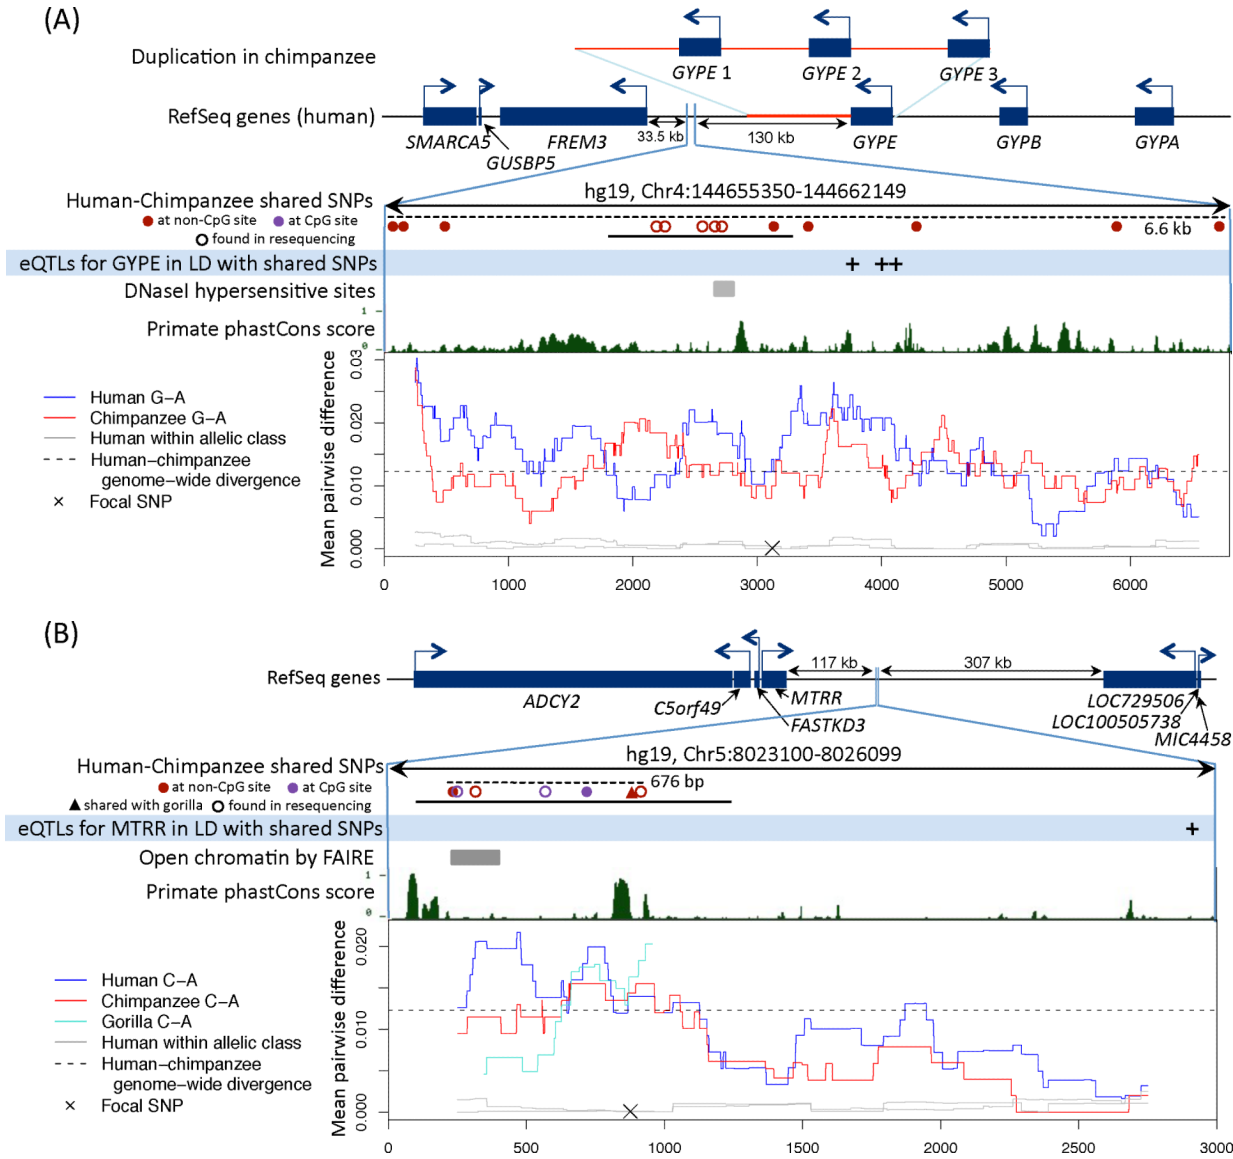 (A)
Duplication in chimpanzee
GYPE 1
GYPE 2
GYPE 3
RefSeq genes (human)
33.5 kb
130 kb
SMARCA5
GUSBP5
FREM3
GYPE
GYPB
GYPA
hg19, Chr4:144655350-144662149
Human-Chimpanzee shared SNPs
at non-CpG site
at CpG site
found in resequencing
6.6 kb
eQTLs for GYPE in LD with shared SNPs
+ ++
DNaseI hypersensitive sites
Primate phastCons score
1
0
Mean pairwise difference
0.03
0.020
0.010
0.000
Human G-A
Chimpanzee G-A
Human within allelic class
Human-chimpanzee
genome-wide divergence
× Focal SNP
0 1000 2000 3000 4000 5000 6000
(B)
RefSeq genes
117 kb
307 kb
ADCY2
C5orf49
MTRR
FASTKD3
LOC729506
LOC100505738
MIC4458
hg19, Chr5:8023100-8026099
Human-Chimpanzee shared SNPs
at non-CpG site
at CpG site
shared with gorilla
found in resequencing
676 bp
eQTLs for MTRR in LD with shared SNPs
+
Open chromatin by FAIRE
Primate phastCons score
1
0
Mean pairwise difference
0.020
0.010
0.000
Human C-A
Chimpanzee C-A
Gorilla C-A
Human within allelic class
Human-chimpanzee
genome-wide divergence
× Focal SNP
0 500 1000 1500 2000 2500 3000